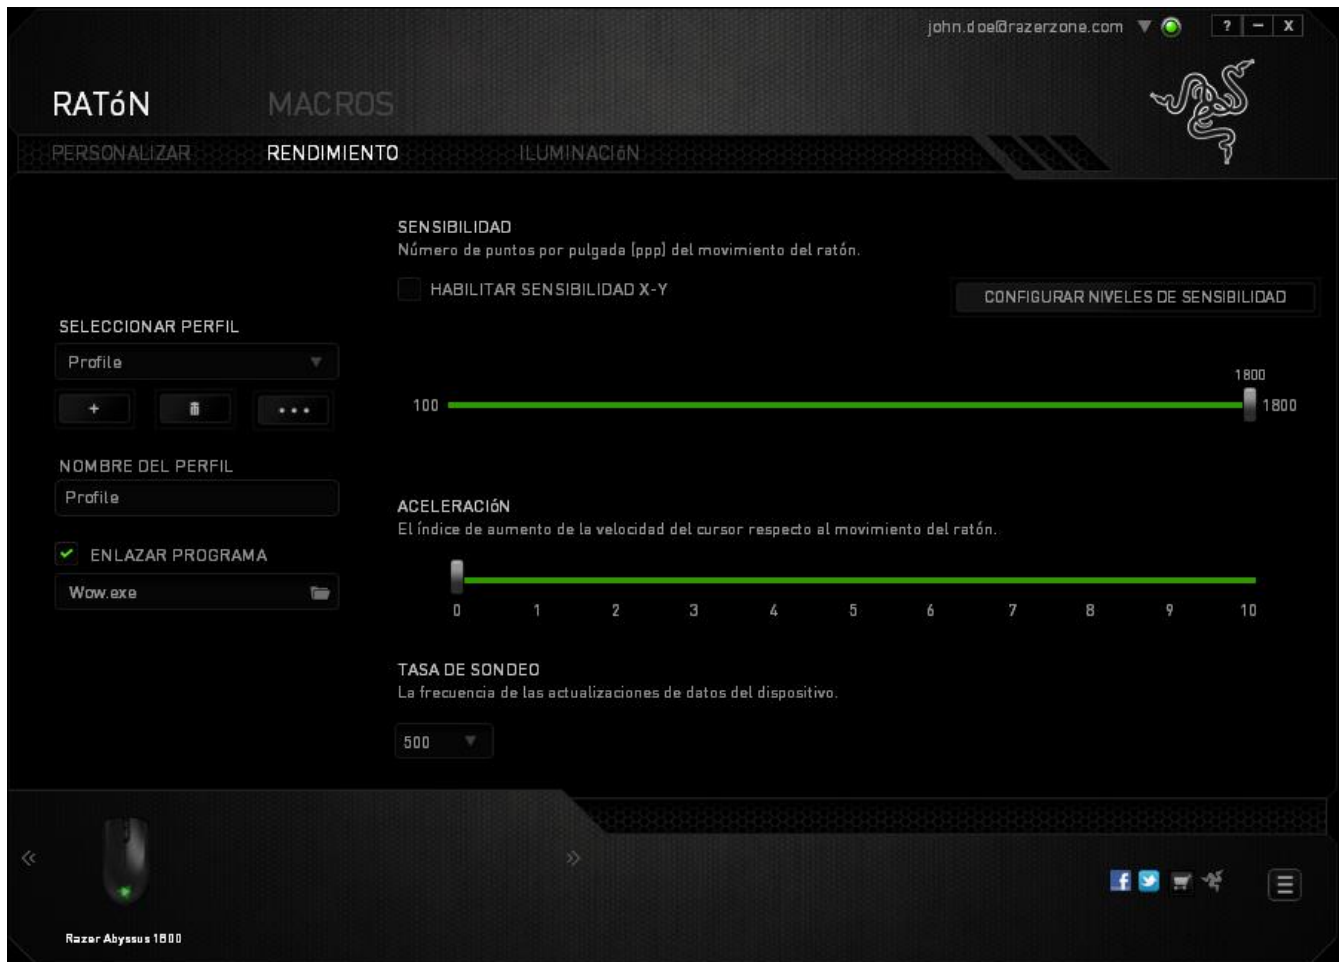 john.doe@razerzone.com
? – X
RATóN MACROS
PERSONALIZAR RENDIMIENTO ILUMINACIóN
SENSIBILIDAD
Número de puntos por pulgada (ppp) del movimiento del ratón.
HABILITAR SENSIBILIDAD X-Y
CONFIGURAR NIVELES DE SENSIBILIDAD
SELECCIONAR PERFIL
Profile
+ •••
1800
100 1800
NOMBRE DEL PERFIL
Profile
ENLAZAR PROGRAMA
Wow.exe
ACELERACIóN
El índice de aumento de la velocidad del cursor respecto al movimiento del ratón.
0 1 2 3 4 5 6 7 8 9 10
TASA DE SONDEO
La frecuencia de las actualizaciones de datos del dispositivo.
500
« »
Razer Abyssus 1800